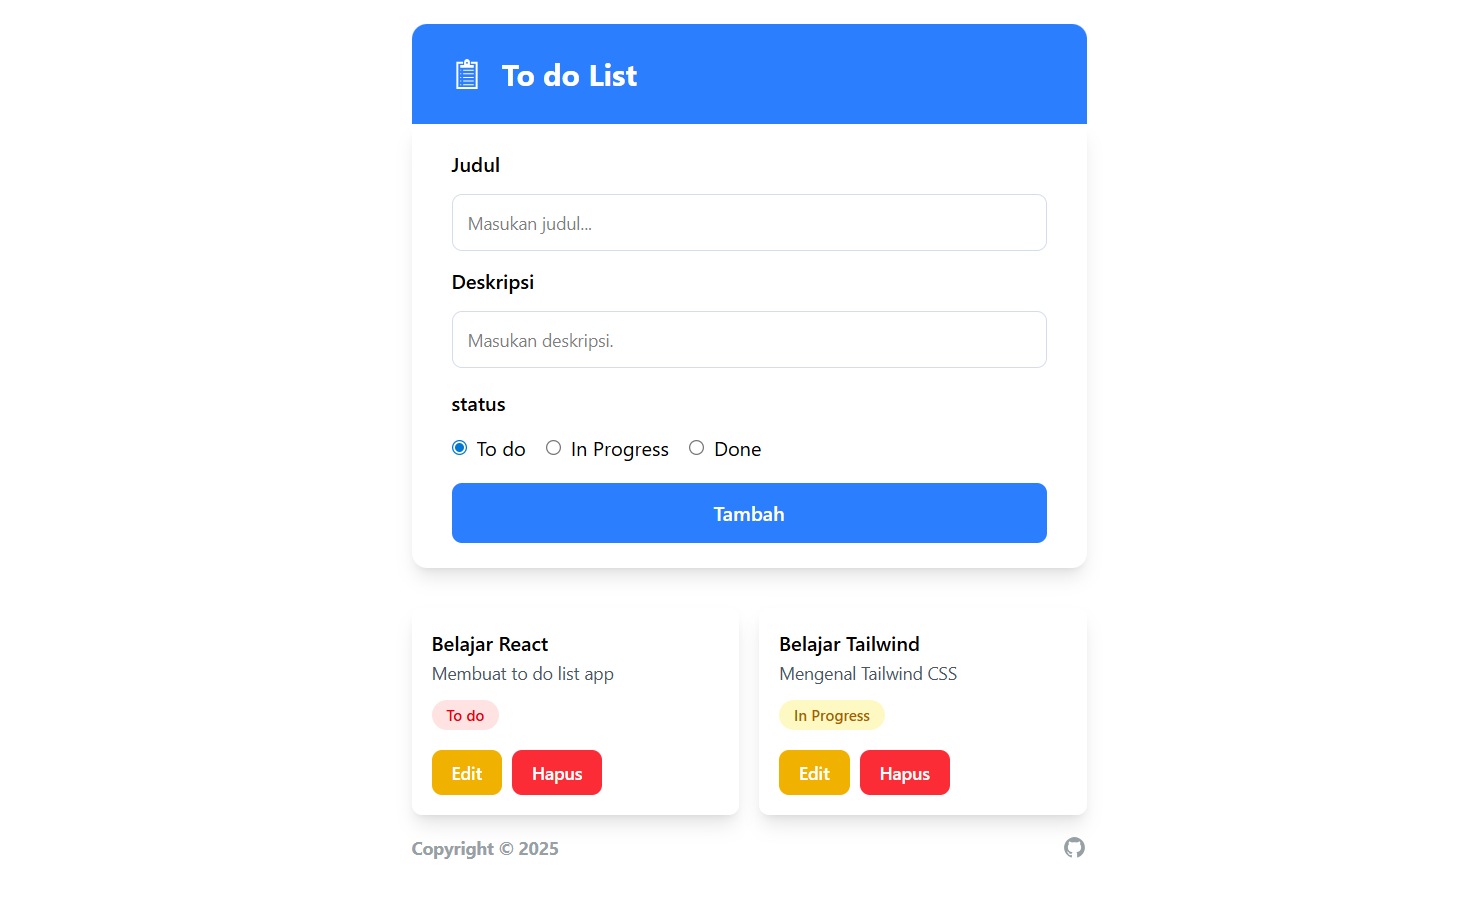 To do List
Judul
Masukan judul...
Deskripsi
Masukan deskripsi.
status
To do In Progress Done
Tambah
Belajar React
Membuat to do list app
To do
Edit Hapus
Belajar Tailwind
Mengenal Tailwind CSS
In Progress
Edit Hapus
Copyright © 2025